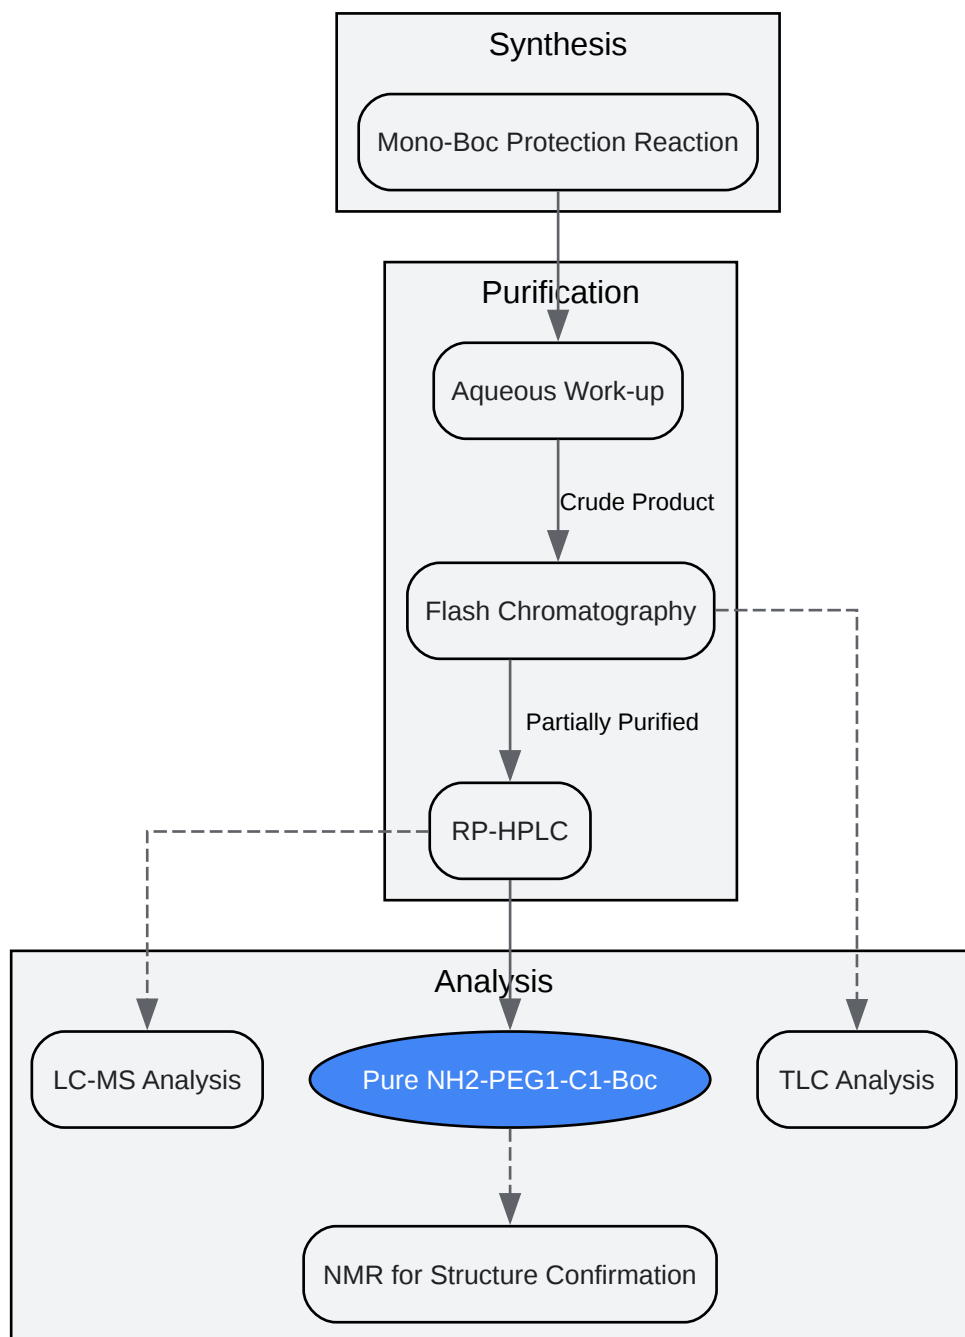 Synthesis
Mono-Boc Protection Reaction
Purification
Aqueous Work-up
Crude Product
Flash Chromatography
Partially Purified
RP-HPLC
Analysis
LC-MS Analysis
Pure NH2-PEG1-C1-Boc
TLC Analysis
NMR for Structure Confirmation